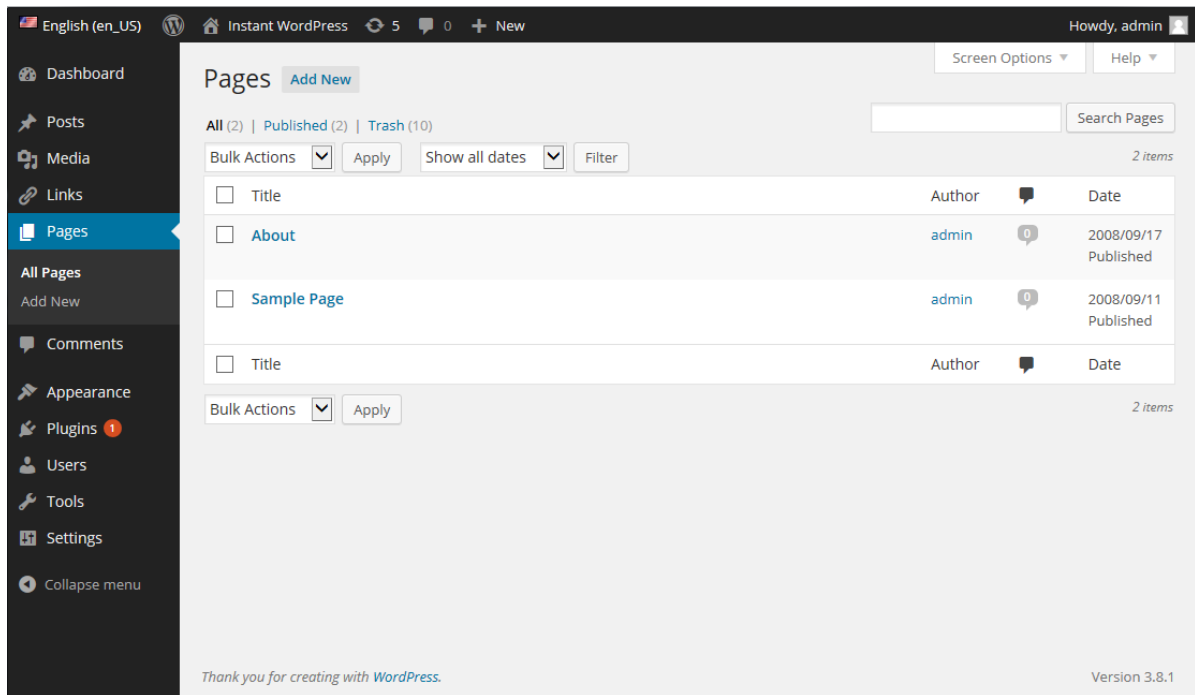 English (en_US) Instant WordPress 5 0 New Howdy, admin
Screen Options Help
Dashboard
Pages Add New
Posts
All (2) | Published (2) | Trash (10) Search Pages
Media
Bulk Actions Apply Show all dates Filter 2 items
Links
Title Author Date
Pages
About admin 0 2008/09/17
Published
All Pages
Add New
Sample Page admin 0 2008/09/11
Published
Comments
Title Author Date
Appearance
Bulk Actions Apply 2 items
Plugins 1
Users
Tools
Settings
Collapse menu
Thank you for creating with WordPress. Version 3.8.1